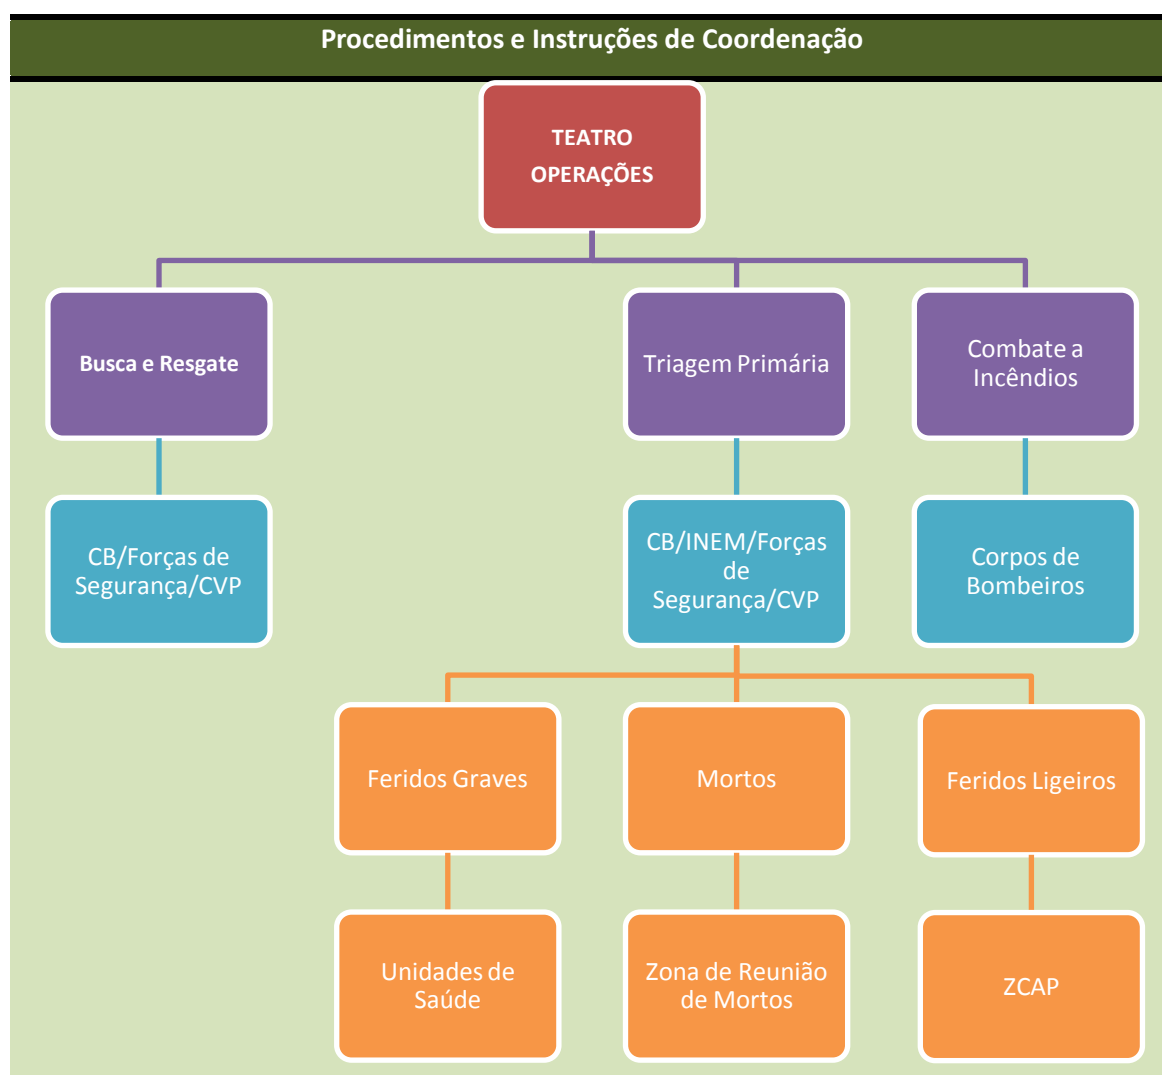 Procedimentos e Instruções de Coordenação
TEATRO
OPERAÇÕES
Busca e Resgate
Triagem Primária
Combate a
Incêndios
CB/Forças de
Segurança/CVP
CB/INEM/Forças
de
Segurança/CVP
Corpos de
Bombeiros
Feridos Graves
Mortos
Feridos Ligeiros
Unidades de
Saúde
Zona de Reunião
de Mortos
ZCAP